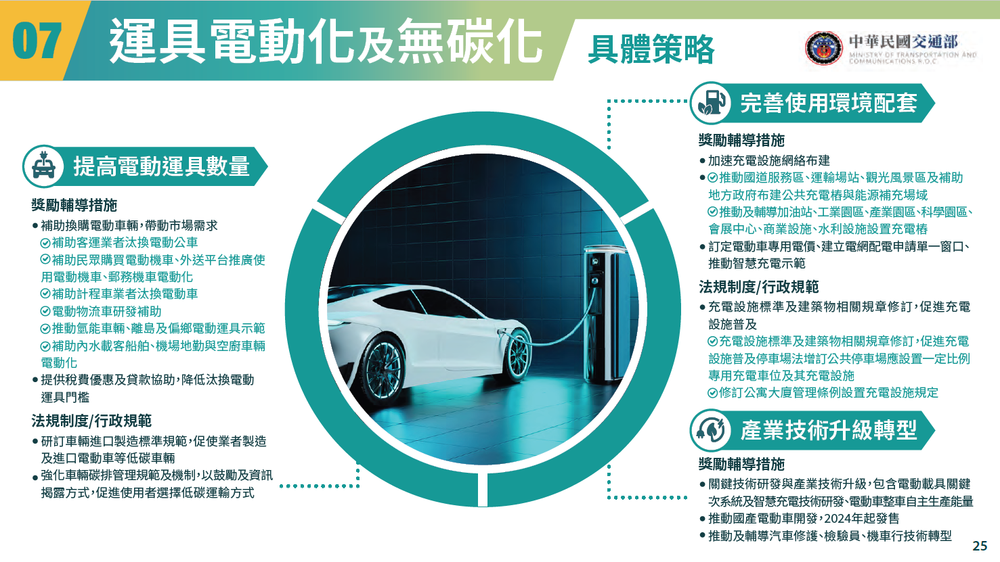 07
運具電動化及無碳化
具體策略
中華民國交通部
MINISTRY OF TRANSPORTATION AND
COMMUNICATIONS R.O.C.
提高電動運具數量
獎勵輔導措施
●補助換購電動車輛,帶動市場需求
補助客運業者汰換電動公車
補助民眾購買電動機車、外送平台推廣使
用電動機車、郵務機車電動化
補助計程車業者汰換電動車
電動物流車研發補助
推動氫能車輛、離島及偏鄉電動運具示範
補助內水載客船舶、機場地勤與空廚車輛
電動化
●提供稅費優惠及貸款協助,降低汰換電動
運具門檻
法規制度/行政規範
●研訂車輛進口製造標準規範,促使業者製造
及進口電動車等低碳車輛
●強化車輛碳排管理規範及機制,以鼓勵及資訊
揭露方式,促進使用者選擇低碳運輸方式
完善使用環境配套
獎勵輔導措施
●加速充電設施網絡布建
●推動國道服務區、運輸場站、觀光風景區及補助
地方政府布建公共充電樁與能源補充場域
推動及輔導加油站、工業園區、產業園區、科學園區、
會展中心、商業設施、水利設施設置充電樁
●訂定電動車專用電價、建立電網配電申請單一窗口、
推動智慧充電示範
法規制度/行政規範
●充電設施標準及建築物相關規章修訂,促進充電
設施普及
充電設施標準及建築物相關規章修訂,促進充電
設施普及停車場法增訂公共停車場應設置一定比例
專用充電車位及其充電設施
修訂公寓大廈管理條例設置充電設施規定
產業技術升級轉型
獎勵輔導措施
●關鍵技術研發與產業技術升級,包含電動載具關鍵
次系統及智慧充電技術研發、電動車整車自主生產能量
●推動國產電動車開發,2024年起發售
●推動及輔導汽車修護、檢驗員、機車行技術轉型
25